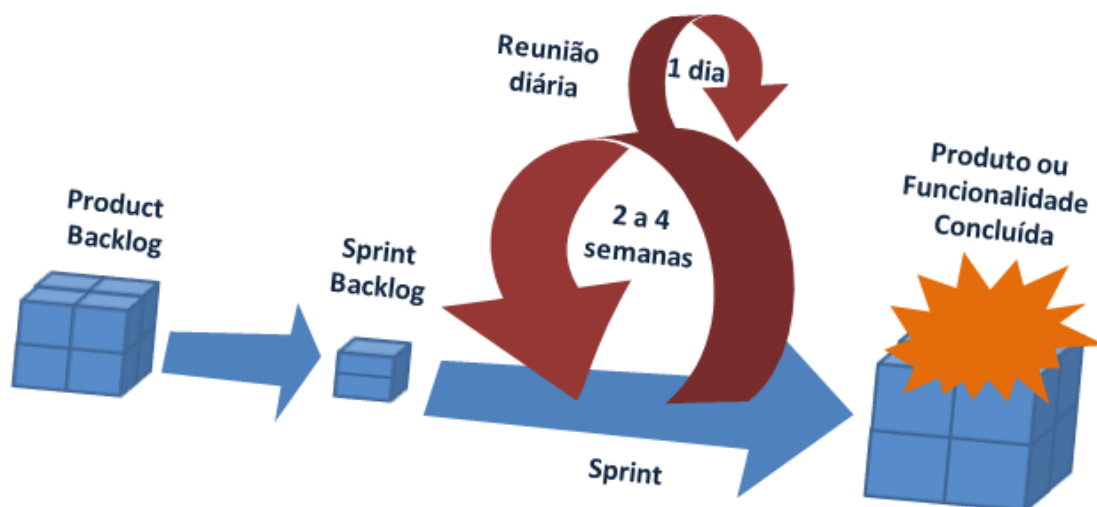 Product
Backlog
Sprint
Backlog
Reunião
diária
1 dia
2 a 4
semanas
Sprint
Produto ou
Funcionalidade
Concluída